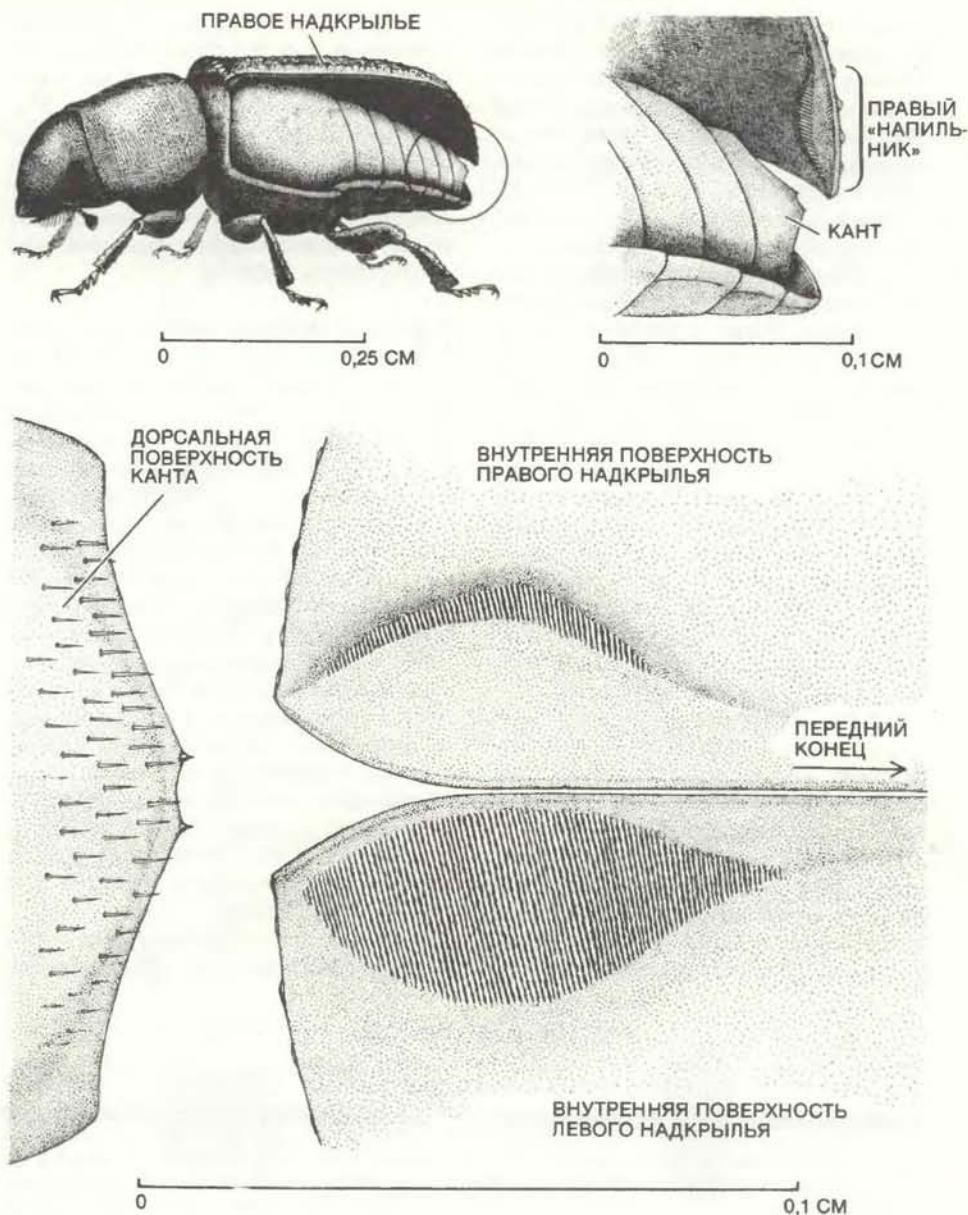 ПРАВОЕ НАДКРЫЛЬЕ
ПРАВЫЙ
«НАПИЛЬ-
НИК»
КАНТ
0
0,25 СМ
0
0,1 СМ
ДОРСАЛЬНАЯ
ПОВЕРХНОСТЬ
КАНТА
ВНУТРЕННЯЯ ПОВЕРХНОСТЬ
ПРАВОГО НАДКРЫЛЬЯ
ПЕРЕДНИЙ
КОНЕЦ
ВНУТРЕННЯЯ ПОВЕРХНОСТЬ
ЛЕВОГО НАДКРЫЛЬЯ
0
0,1 СМ